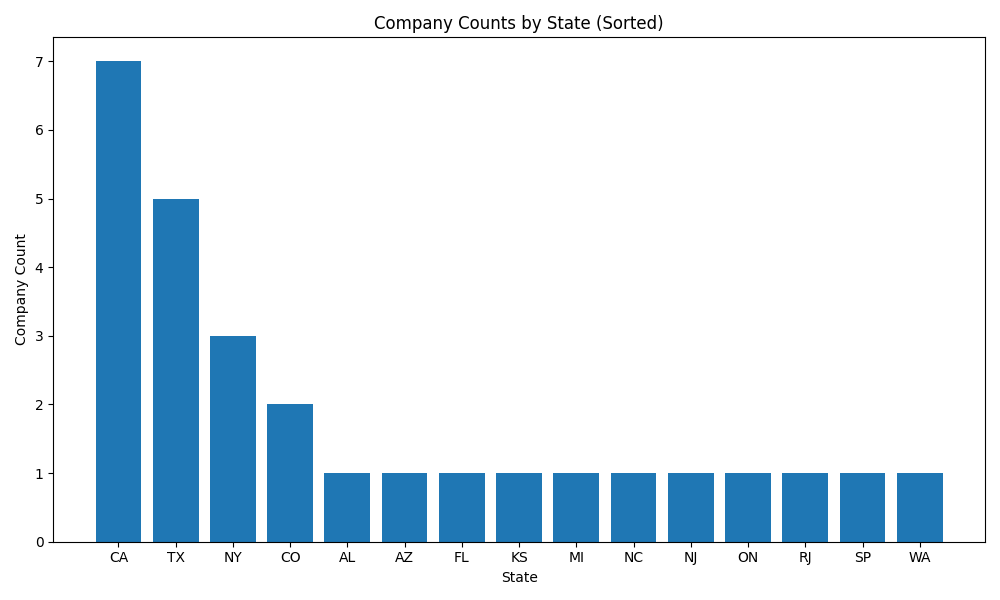 Company Counts by State (Sorted)
Company Count
7
6
5
4
3
2
1
0
CA TX NY CO AL AZ FL KS MI NC NJ ON RJ SP WA
State